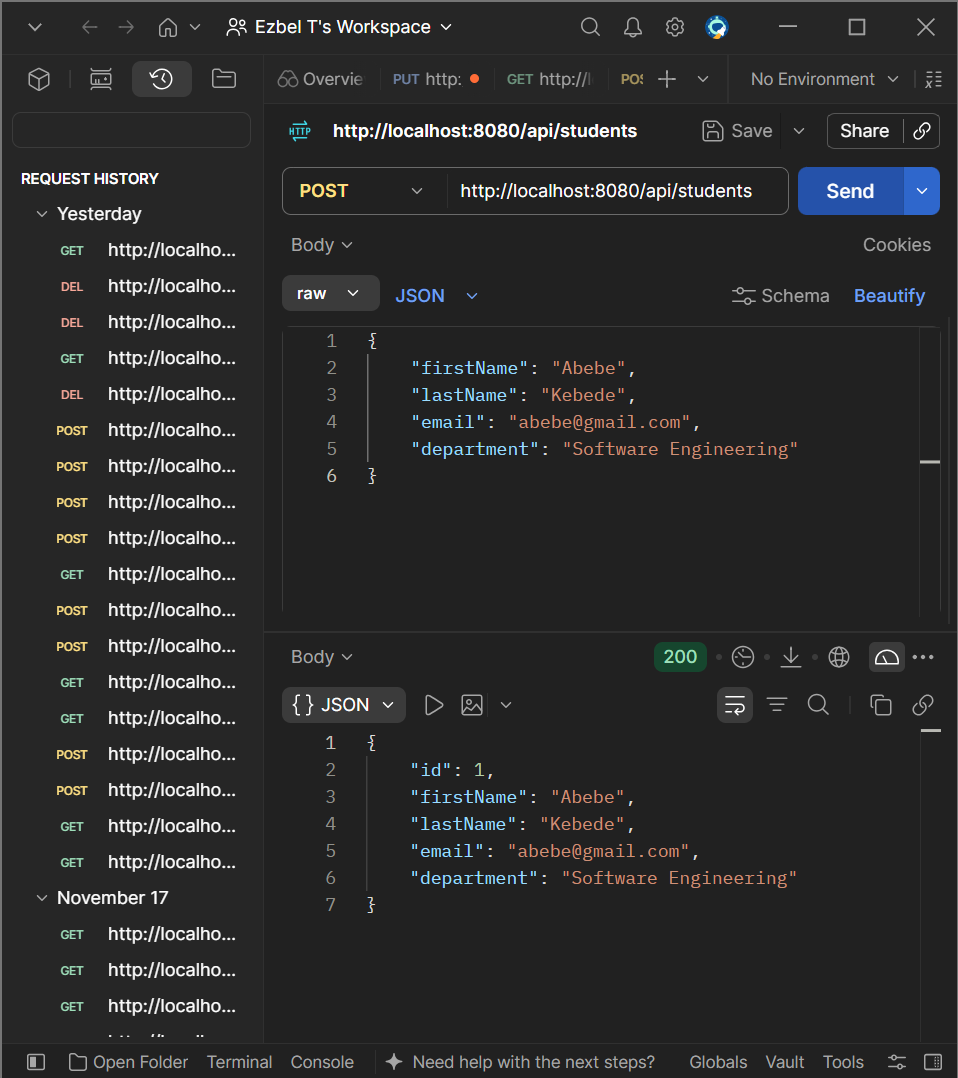 Ezbel T's Workspace
Overvie
PUT http:
GET http://l
POS
No Environment
HTTP http://localhost:8080/api/students
Save
Share
REQUEST HISTORY
POST
http://localhost:8080/api/students
Send
Yesterday
Body
Cookies
GET http://localho...
DEL http://localho...
DEL http://localho...
GET http://localho...
DEL http://localho...
POST http://localho...
POST http://localho...
POST http://localho...
POST http://localho...
GET http://localho...
POST http://localho...
POST http://localho...
GET http://localho...
GET http://localho...
POST http://localho...
POST http://localho...
GET http://localho...
GET http://localho...
November 17
GET http://localho...
GET http://localho...
GET http://localho...
raw
JSON
Schema
Beautify
1 {
2 "firstName": "Abebe",
3 "lastName": "Kebede",
4 "email": "abebe@gmail.com",
5 "department": "Software Engineering"
6 }
Body
200
{} JSON
1 {
2 "id": 1,
3 "firstName": "Abebe",
4 "lastName": "Kebede",
5 "email": "abebe@gmail.com",
6 "department": "Software Engineering"
7 }
Open Folder
Terminal
Console
Need help with the next steps?
Globals
Vault
Tools